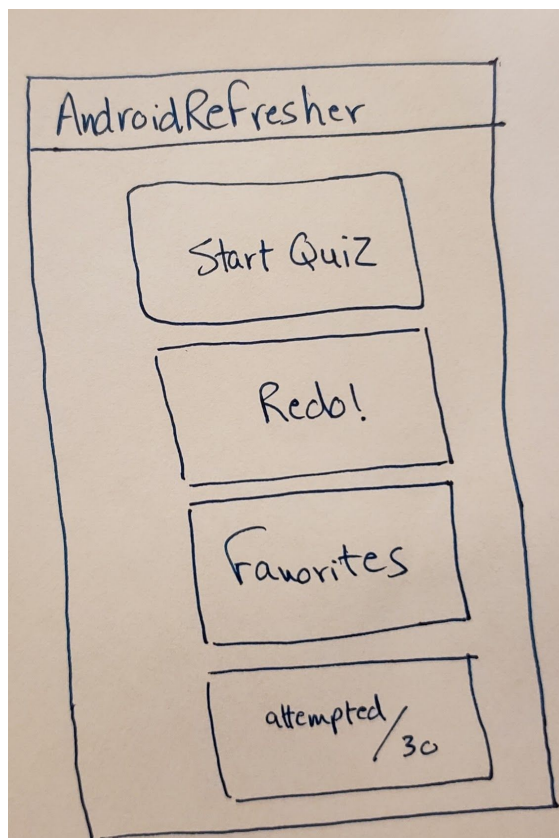 AndroidRefresher
Start Quiz
Redo!
Favorites
attempted
/30